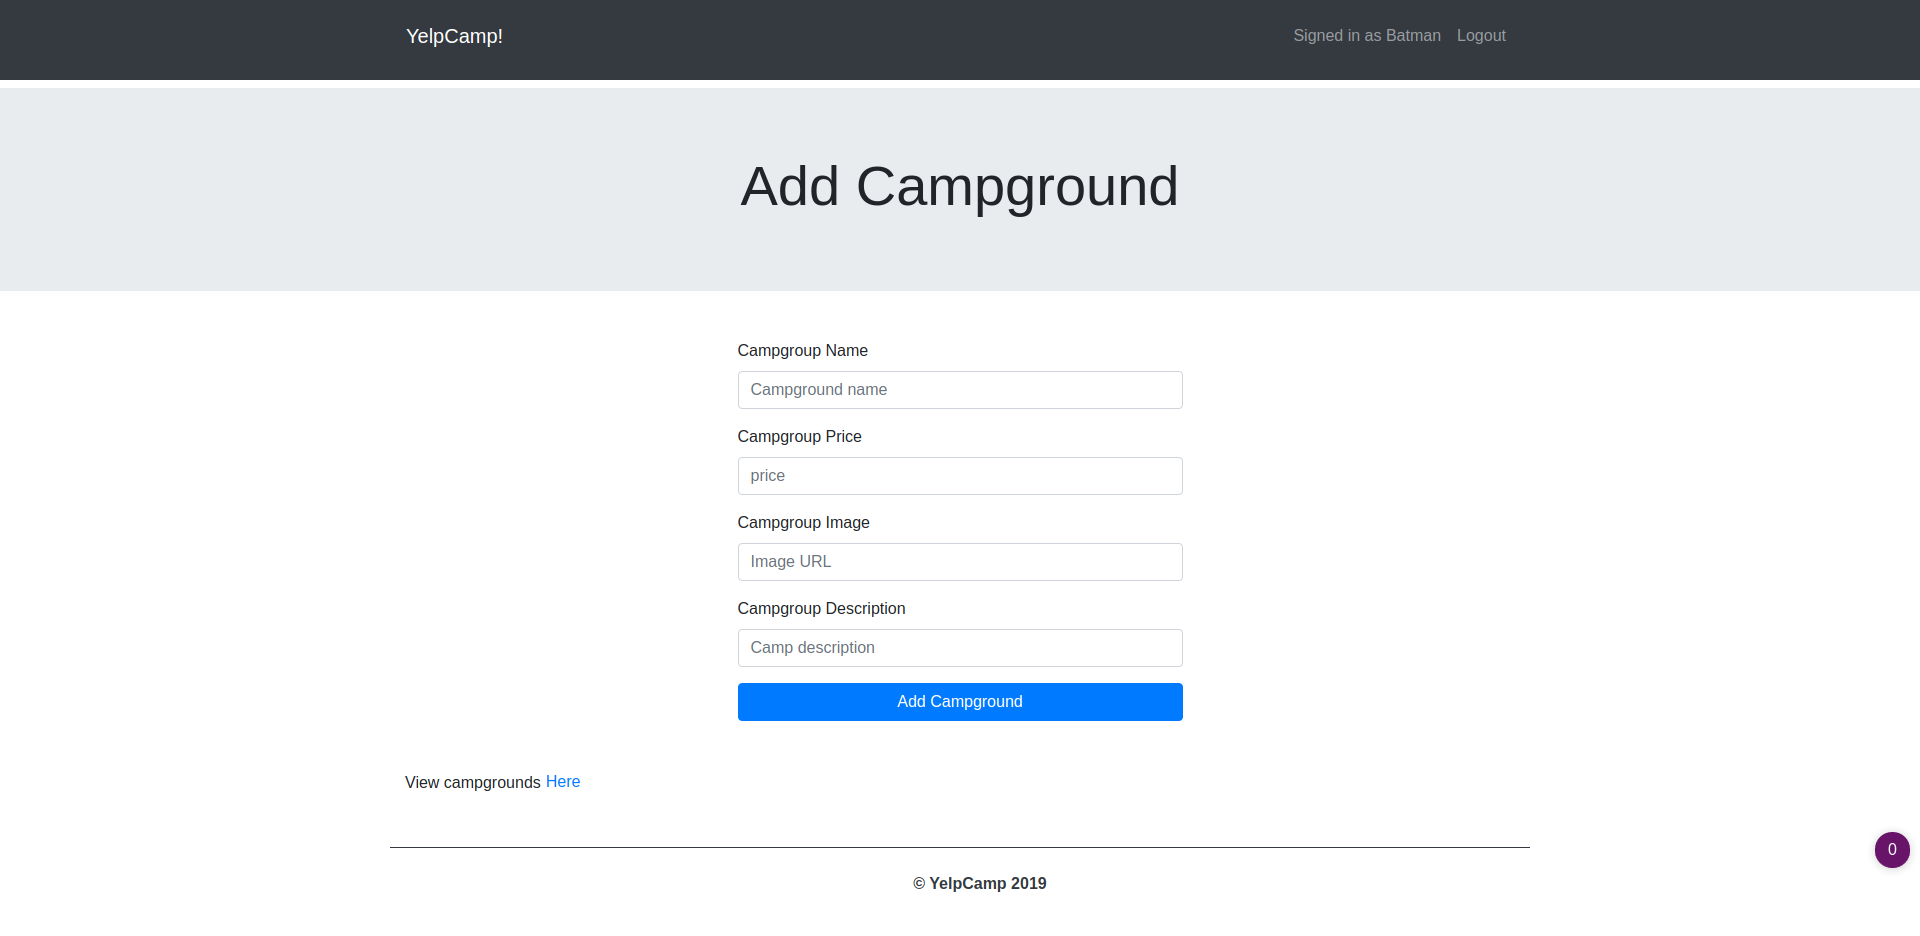 YelpCamp!
Signed in as Batman Logout
Add Campground
Campgroup Name
Campground name
Campgroup Price
price
Campgroup Image
Image URL
Campgroup Description
Camp description
Add Campground
View campgrounds Here
0
© YelpCamp 2019